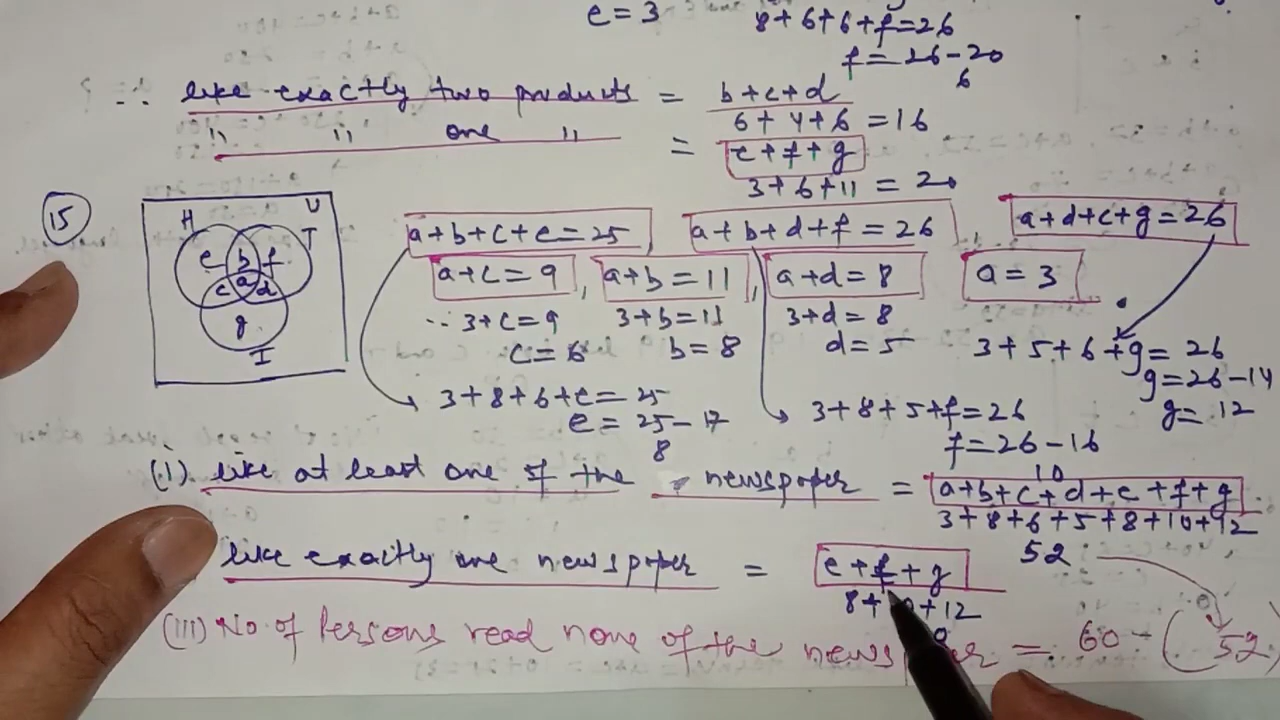 e = 3
8+6+6+f=26
f = 26-20
6
∴ like exactly two products = b+c+d
6+4+6 = 16
" " one " = e+f+g
3+6+11 = 20
15
H U T
e b f
c a d
g
I
a+b+c+e=25, a+b+d+f=26, a+d+c+g=26
a+c=9, a+b=11, a+d=8 a=3
∴ 3+c=9 3+b=11 3+d=8
c=6 b=8 d=5 3+5+6+g=26
g=26-14
g=12
3+8+6+e=25 3+8+5+f=26
e=25-17 f=26-16
8 10
(I) like at least one of the newspaper = a+b+c+d+e+f+g
3+8+6+5+8+10+12
52
like exactly one newspaper = e+f+g
8+ +12
(III) No of Persons read none of the = 60 - (52)